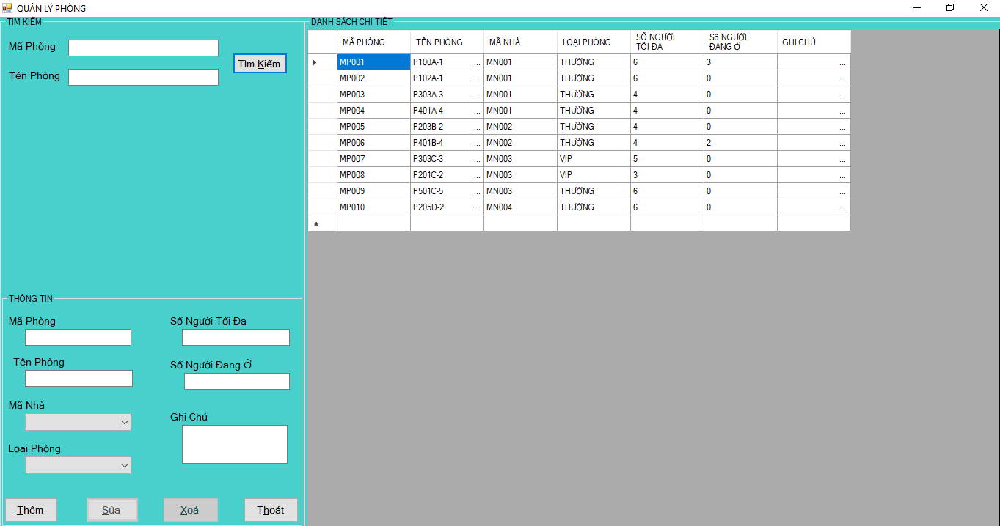 QUẢN LÝ PHÒNG
TÌM KIẾM
Mã Phòng
Tìm Kiếm
Tên Phòng
DANH SÁCH CHI TIẾT
MÃ PHÒNG TÊN PHÒNG MÃ NHÀ LOẠI PHÒNG SỐ NGƯỜI TỐI ĐA Số NGƯỜI ĐANG Ở GHI CHÚ
MP001 P100A-1 ... MN001 THƯỜNG 6 3 ...
MP002 P102A-1 ... MN001 THƯỜNG 6 0 ...
MP003 P303A-3 ... MN001 THƯỜNG 4 0 ...
MP004 P401A-4 ... MN001 THƯỜNG 4 0 ...
MP005 P203B-2 ... MN002 THƯỜNG 4 0 ...
MP006 P401B-4 ... MN002 THƯỜNG 4 2 ...
MP007 P303C-3 ... MN003 VIP 5 0 ...
MP008 P201C-2 ... MN003 VIP 3 0 ...
MP009 P501C-5 ... MN003 THƯỜNG 6 0 ...
MP010 P205D-2 ... MN004 THƯỜNG 6 0 ...
THÔNG TIN
Mã Phòng
Số Người Tối Đa
Tên Phòng
Số Người Đang Ở
Mã Nhà
Ghi Chú
Loại Phòng
Thêm Sửa Xoá Thoát